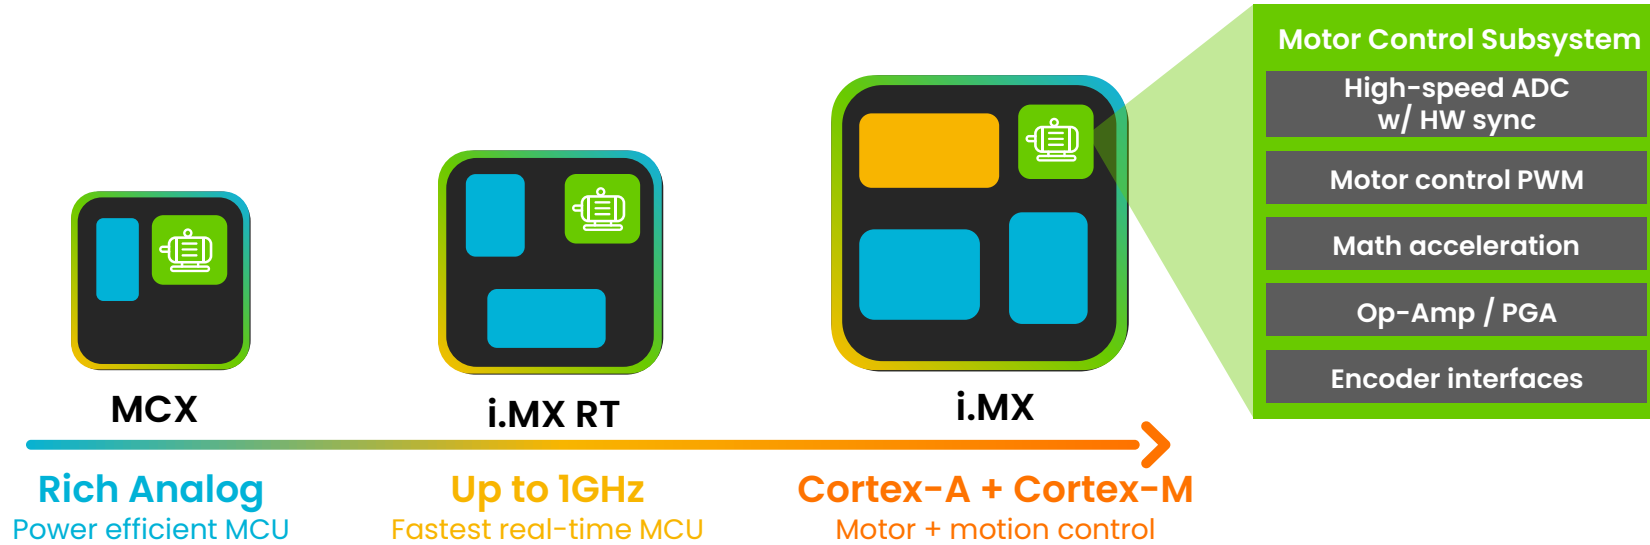 MCX
Rich Analog
Power efficient MCU
i.MX RT
Up to 1GHz
Fastest real-time MCU
i.MX
Cortex-A + Cortex-M
Motor + motion control
Motor Control Subsystem
High-speed ADC
w/ HW sync
Motor control PWM
Math acceleration
Op-Amp / PGA
Encoder interfaces